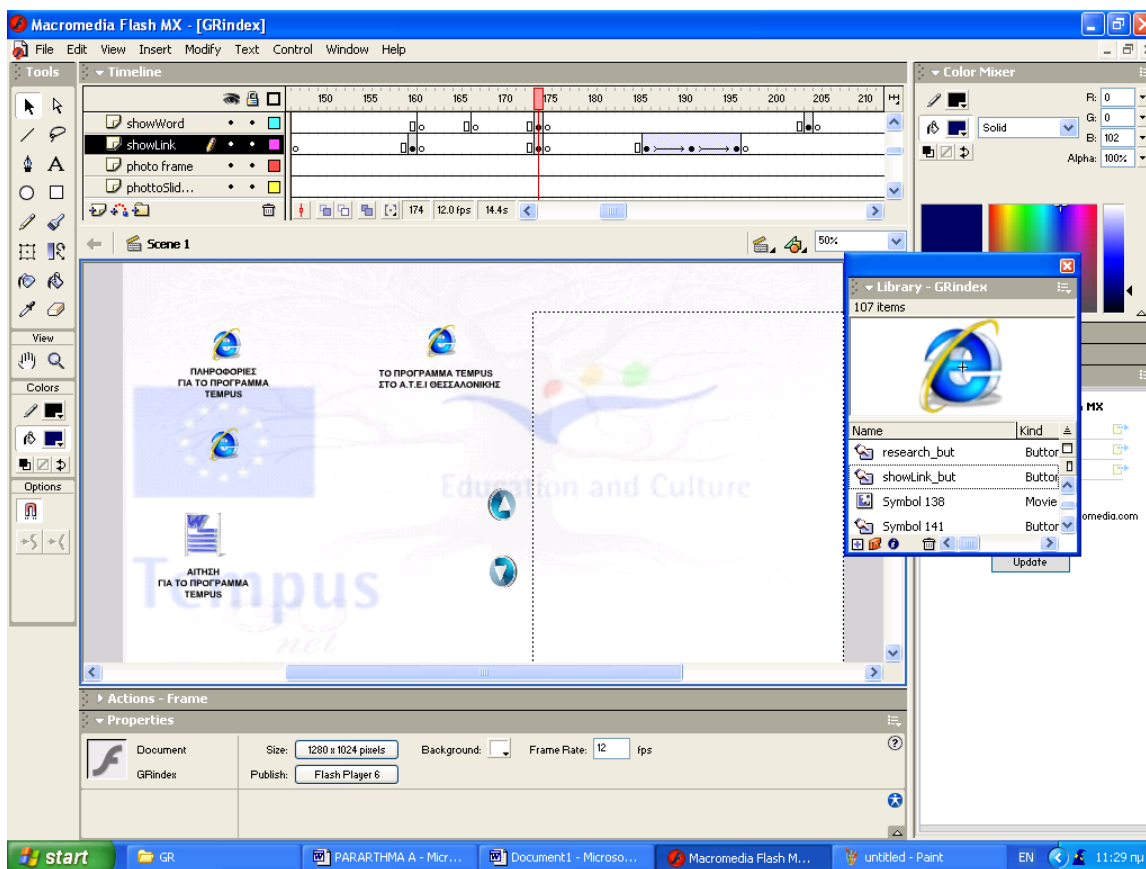 Macromedia Flash MX - [GRindex]
File Edit View Insert Modify Text Control Window Help
Tools
Timeline
150 155 160 165 170 175 180 185 190 195 200 205 210
showWord
showLink
photo frame
phottoSlid...
174 12.0 fps 14.4s
Scene 1
50%
View
Colors
Options
Color Mixer
Solid
R: 0
G: 0
B: 102
Alpha: 100%
ΠΛΗΡΟΦΟΡΙΕΣ
ΓΙΑ ΤΟ ΠΡΟΓΡΑΜΜΑ
TEMPUS
ΤΟ ΠΡΟΓΡΑΜΜΑ TEMPUS
ΣΤΟ Α.Τ.Ε.Ι ΘΕΣΣΑΛΟΝΙΚΗΣ
Education and Culture
ΑΙΤΗΣΗ
ΓΙΑ ΤΟ ΠΡΟΓΡΑΜΜΑ
TEMPUS
Tempus
net
Library - GRindex
107 items
Name Kind
research_but Button
showLink_but Button
Symbol 138 Movie
Symbol 141 Button
MX
omedia.com
Update
Actions - Frame
Properties
Document
GRindex
Size: 1280 x 1024 pixels
Background:
Frame Rate: 12 fps
Publish: Flash Player 6
start
GR
PARARTHMA A - Micr...
Document1 - Microso...
Macromedia Flash M...
untitled - Paint
EN
11:29 πμ